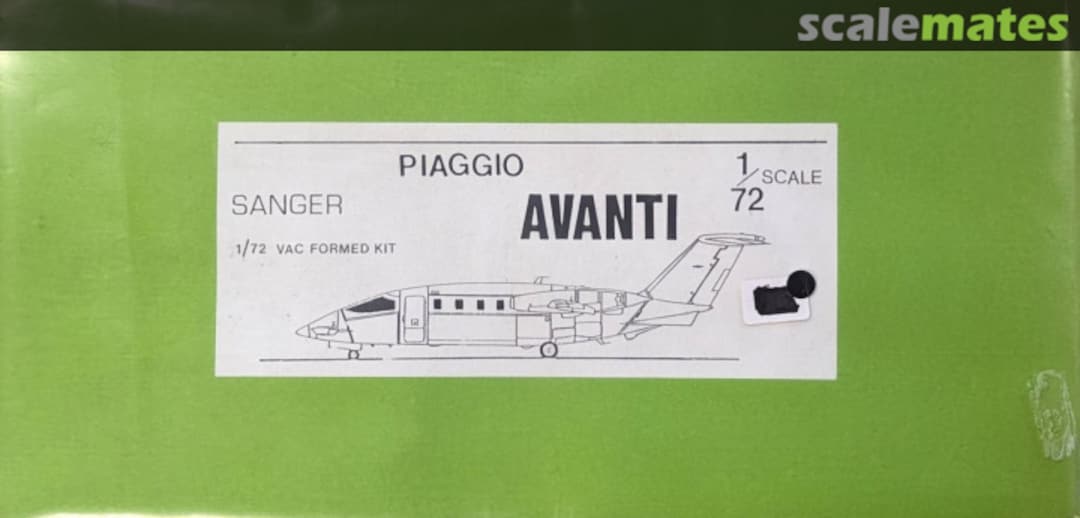 scalemates
PIAGGIO
1/72 SCALE
SANGER
AVANTI
1/72 VAC FORMED KIT